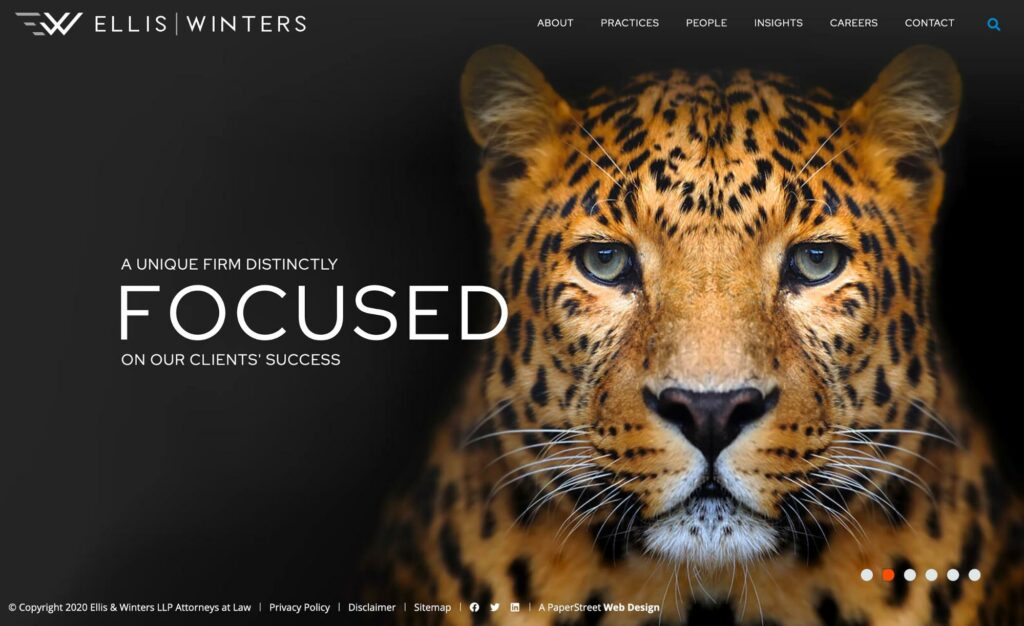 EW ELLIS | WINTERS
ABOUT PRACTICES PEOPLE INSIGHTS CAREERS CONTACT
A UNIQUE FIRM DISTINCTLY
FOCUSED
ON OUR CLIENTS' SUCCESS
© Copyright 2020 Ellis & Winters LLP Attorneys at Law | Privacy Policy | Disclaimer | Sitemap | A PaperStreet Web Design